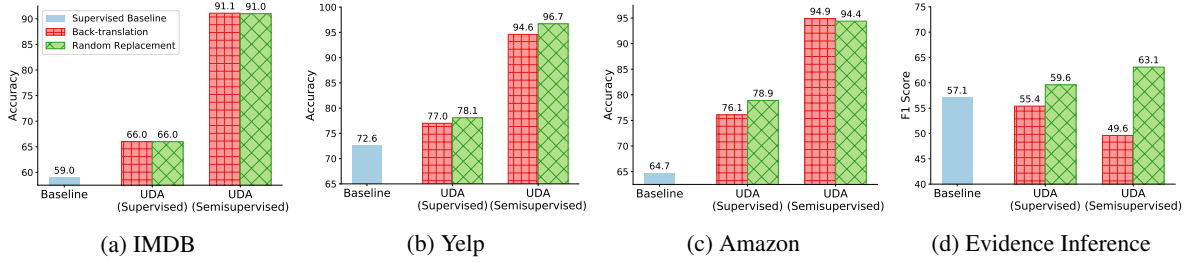 Accuracy
90
85
80
75
70
65
60
Supervised Baseline
Back-translation
Random Replacement
59.0
66.0 66.0
91.1 91.0
Baseline
UDA
(Supervised)
UDA
(Semisupervised)
(a) IMDB
Accuracy
100
95
90
85
80
75
70
65
72.6
77.0 78.1
94.6 96.7
Baseline
UDA
(Supervised)
UDA
(Semisupervised)
(b) Yelp
Accuracy
95
90
85
80
75
70
65
64.7
76.1 78.9
94.9 94.4
Baseline
UDA
(Supervised)
UDA
(Semisupervised)
(c) Amazon
F1 Score
75
70
65
60
55
50
45
40
57.1
55.4 59.6
49.6 63.1
Baseline
UDA
(Supervised)
UDA
(Semisupervised)
(d) Evidence Inference